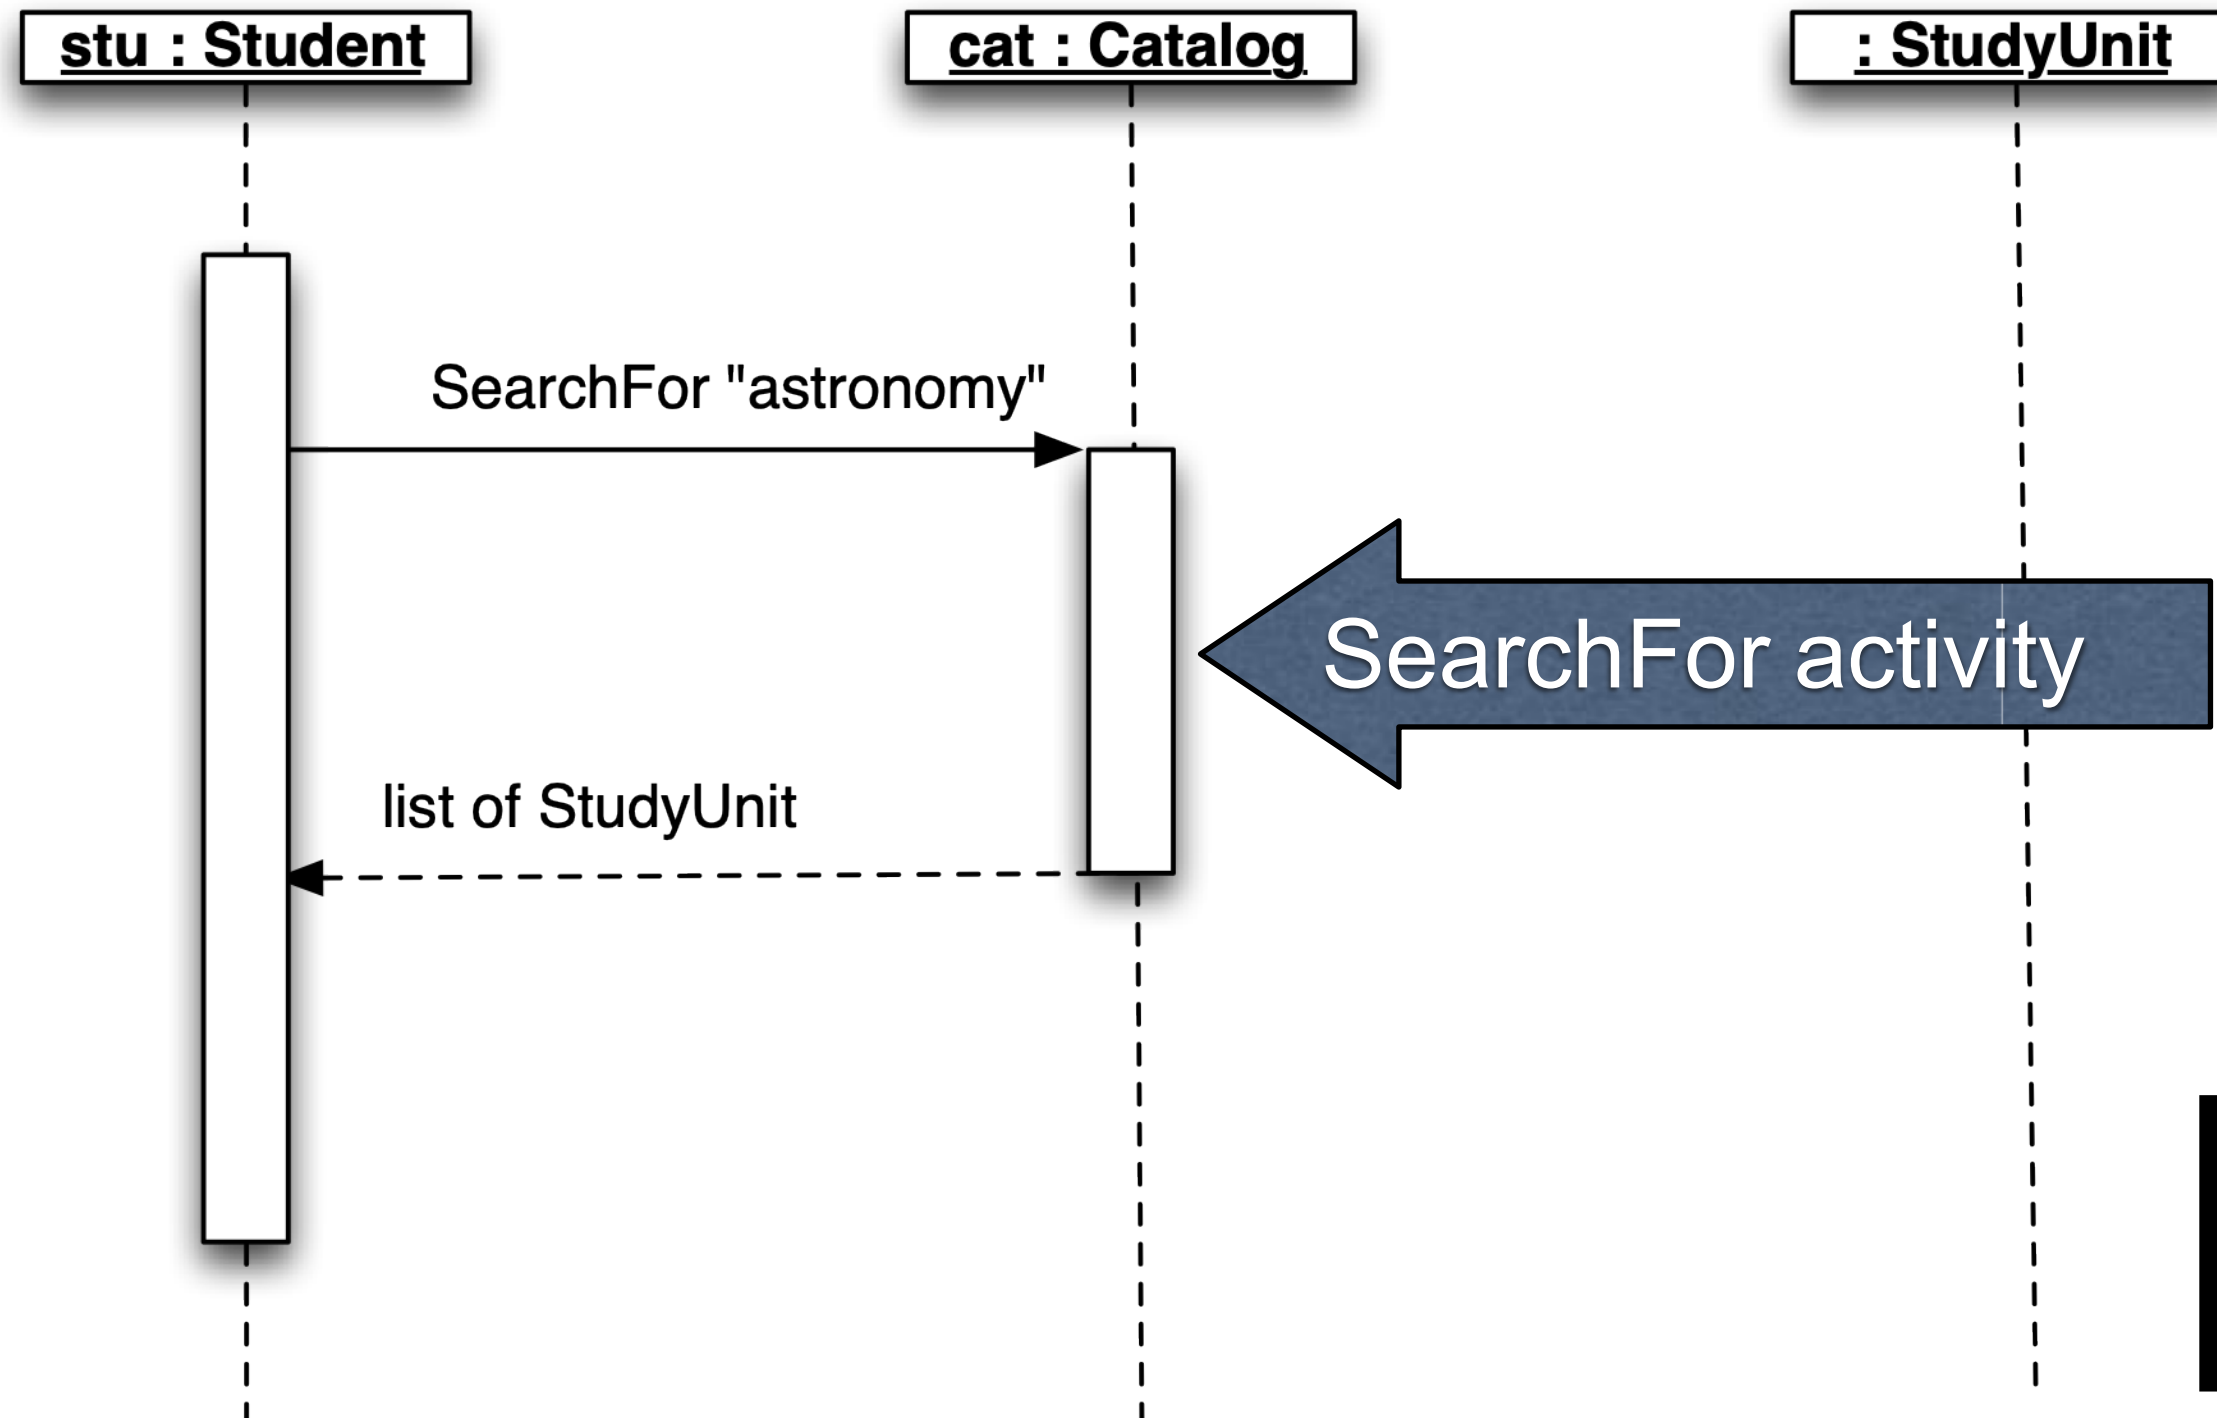 stu : Student
cat : Catalog
: StudyUnit
SearchFor "astronomy"
SearchFor activity
list of StudyUnit